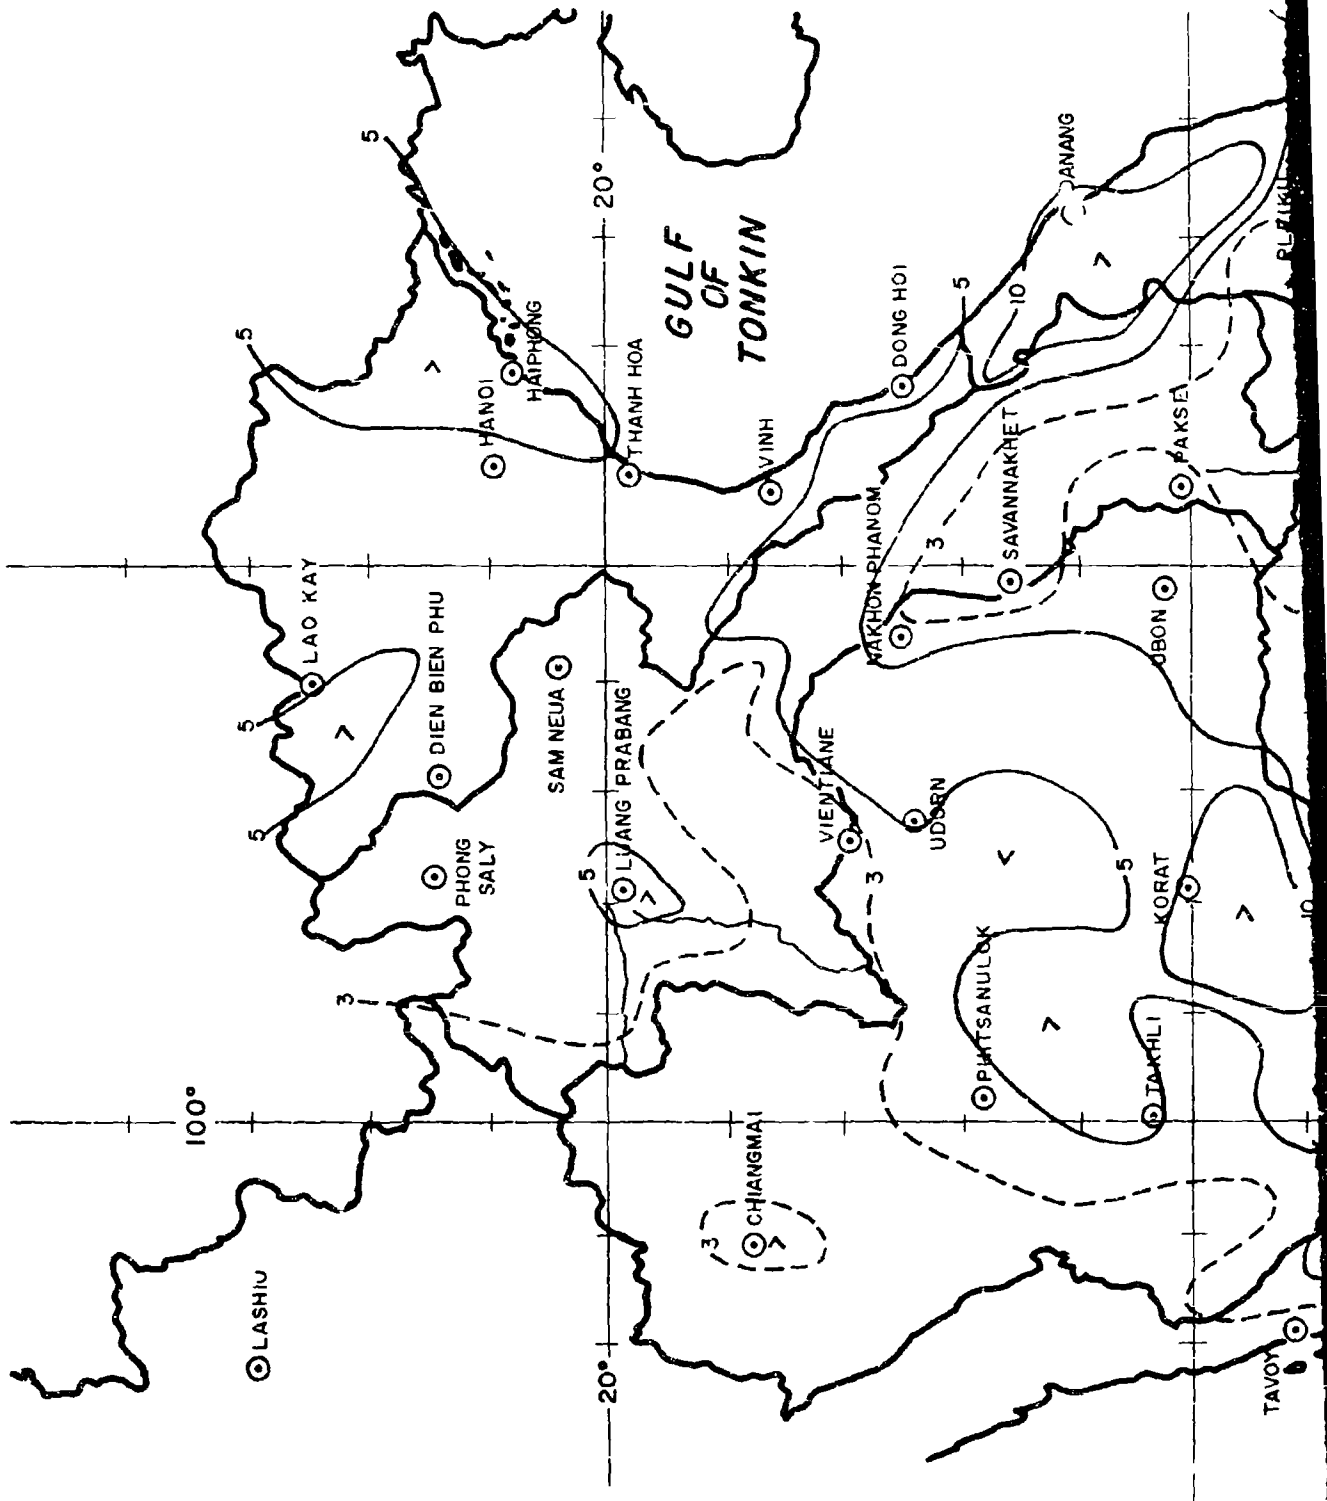 5
20°
5
GULF
OF
TONKIN
HAIPHONG
HANOI
THANH HOA
DONG HOI
5
10
VINH
SAVANNAKHET
PAKSE
NAKHON PHANOM
3
LAO KAY
5
DIEN BIEN PHU
SAM NEUA
LUANG PRABANG
UBON
5
PHONG
SALY
5
VIENTIANE
UDORN
3
5
KORAT
10
PHITSANULOK
TAKHLI
3
100°
CHIANGMAI
3
LASHIO
20°
TAVOY